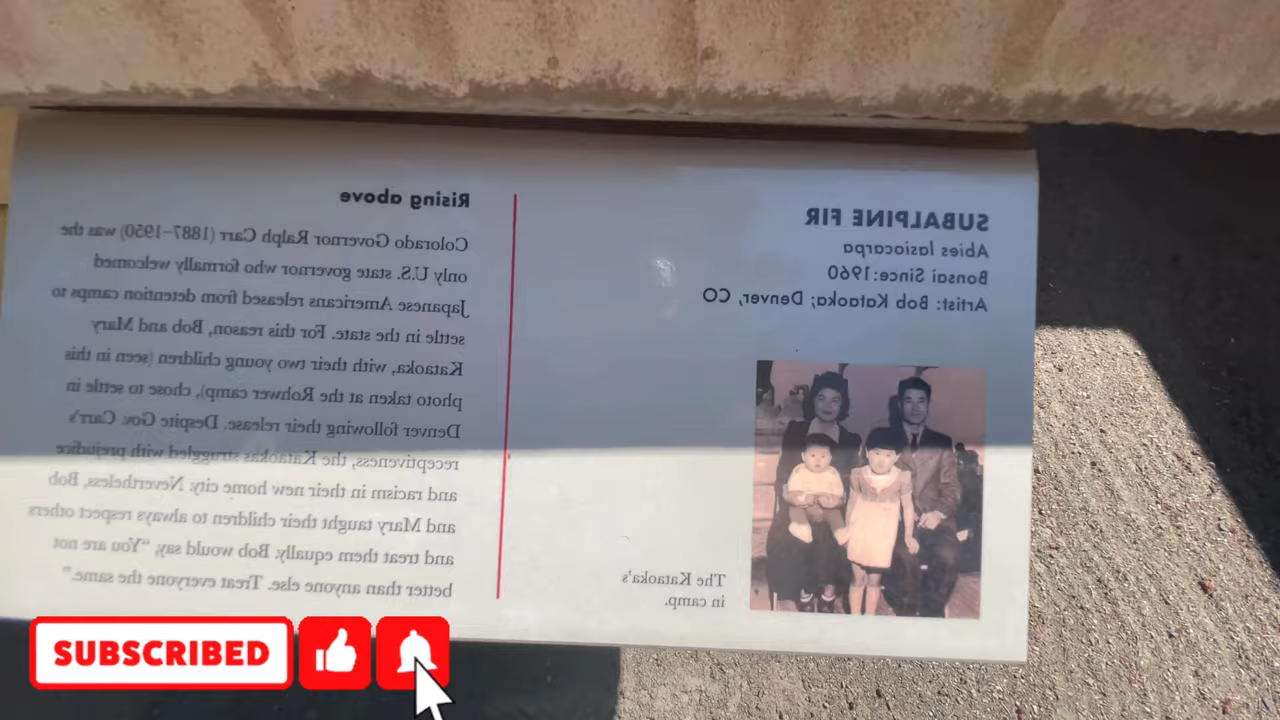 SUBALPINE FIR
Abies lasiocarpa
Bonsai Since: 1960
Artist: Bob Kataoka; Denver, CO
The Kataoka's
in camp.
Rising above
Colorado Governor Ralph Carr (1887–1950) was the
only U.S. state governor who formally welcomed
Japanese Americans released from detention camps to
settle in the state. For this reason, Bob and Mary
Kataoka, with their two young children (seen in this
photo taken at the Rohwer camp), chose to settle in
Denver following their release. Despite Gov. Carr's
receptiveness, the Kataokas struggled with prejudice
and racism in their new home city. Nevertheless, Bob
and Mary taught their children to always respect others
and treat them equally. Bob would say, “You are not
better than anyone else. Treat everyone the same.”
SUBSCRIBED